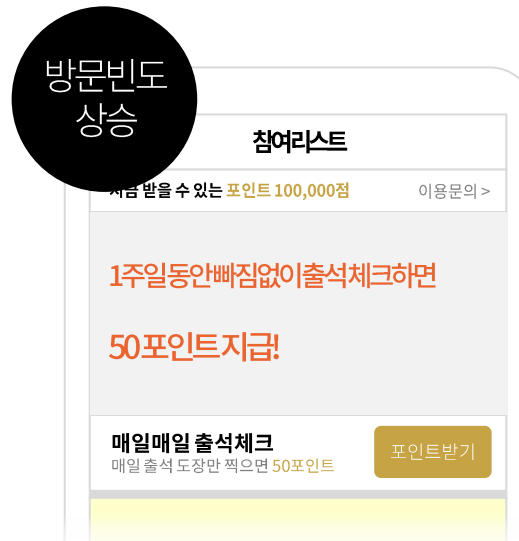 방문빈도
상승
참여리스트
지금 받을 수 있는 포인트 100,000점
이용문의 >
1주일동안빠짐없이출석체크하면
50포인트지급!
매일매일 출석체크
매일 출석 도장만 찍으면 50포인트
포인트받기